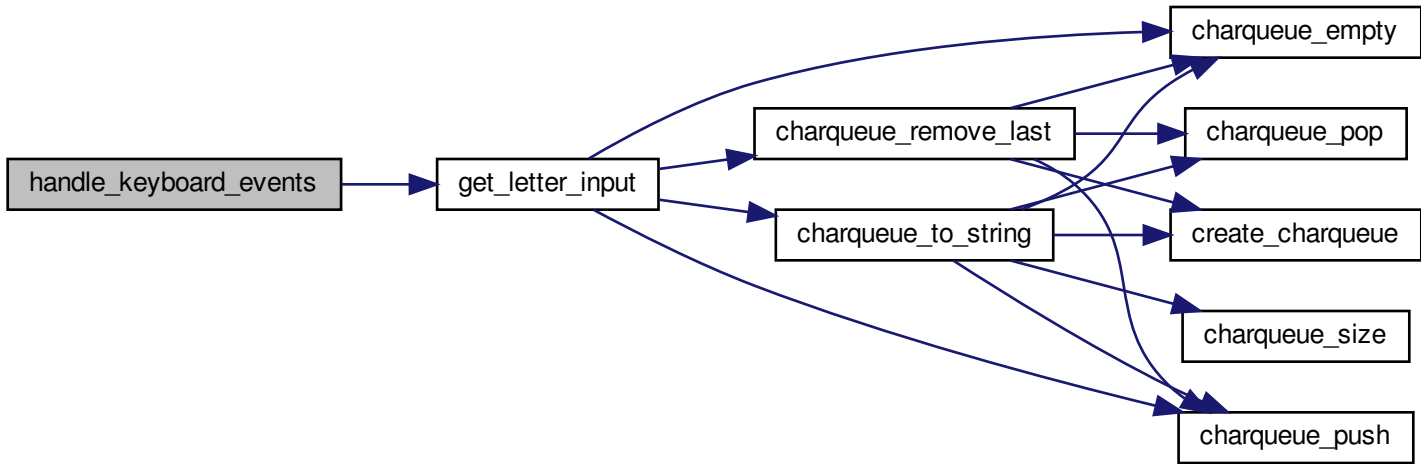 handle_keyboard_events
get_letter_input
charqueue_remove_last
charqueue_to_string
charqueue_empty
charqueue_pop
create_charqueue
charqueue_size
charqueue_push